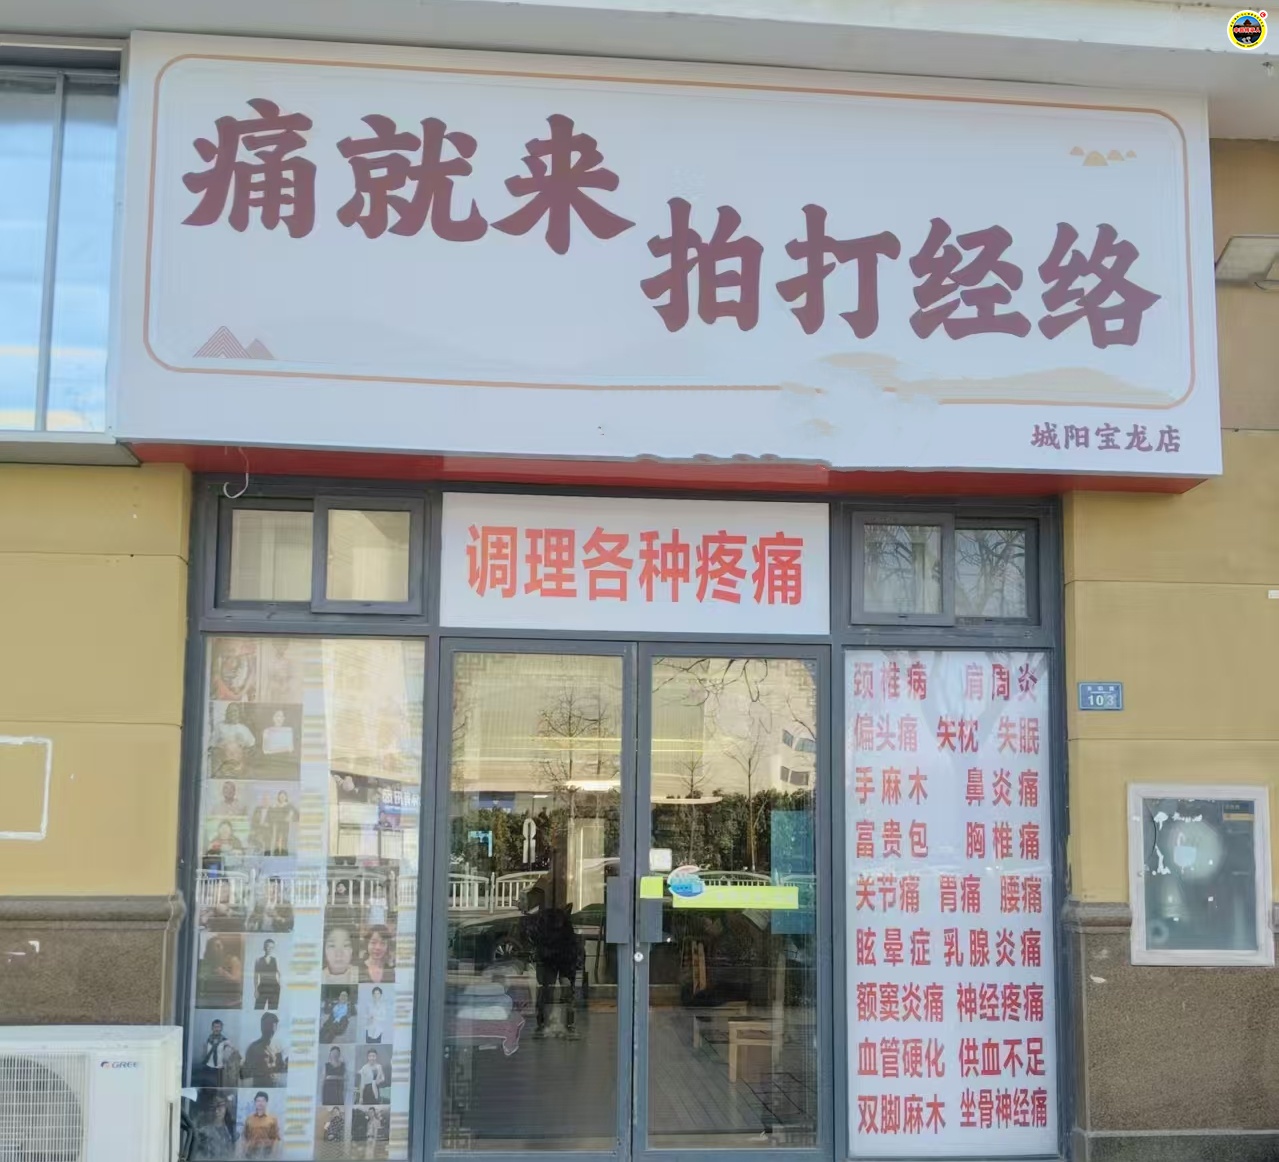 痛就来
拍打经络
城阳宝龙店
调理各种疼痛
颈椎病 肩周炎
偏头痛 失枕 失眠
手麻木 鼻炎痛
富贵包 胸椎痛
关节痛 胃痛 腰痛
眩晕症 乳腺炎痛
额窦炎痛 神经疼痛
血管硬化 供血不足
双脚麻木 坐骨神经痛
103
GREE